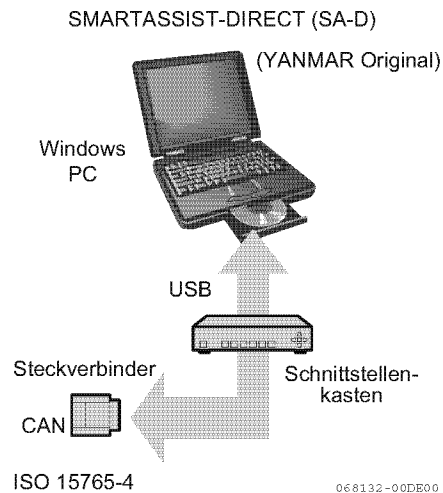 SMARTASSIST-DIRECT (SA-D)
(YANMAR Original)
Windows
PC
USB
Steckverbinder
Schnittstellen-
kasten
CAN
ISO 15765-4
068132-00DE00